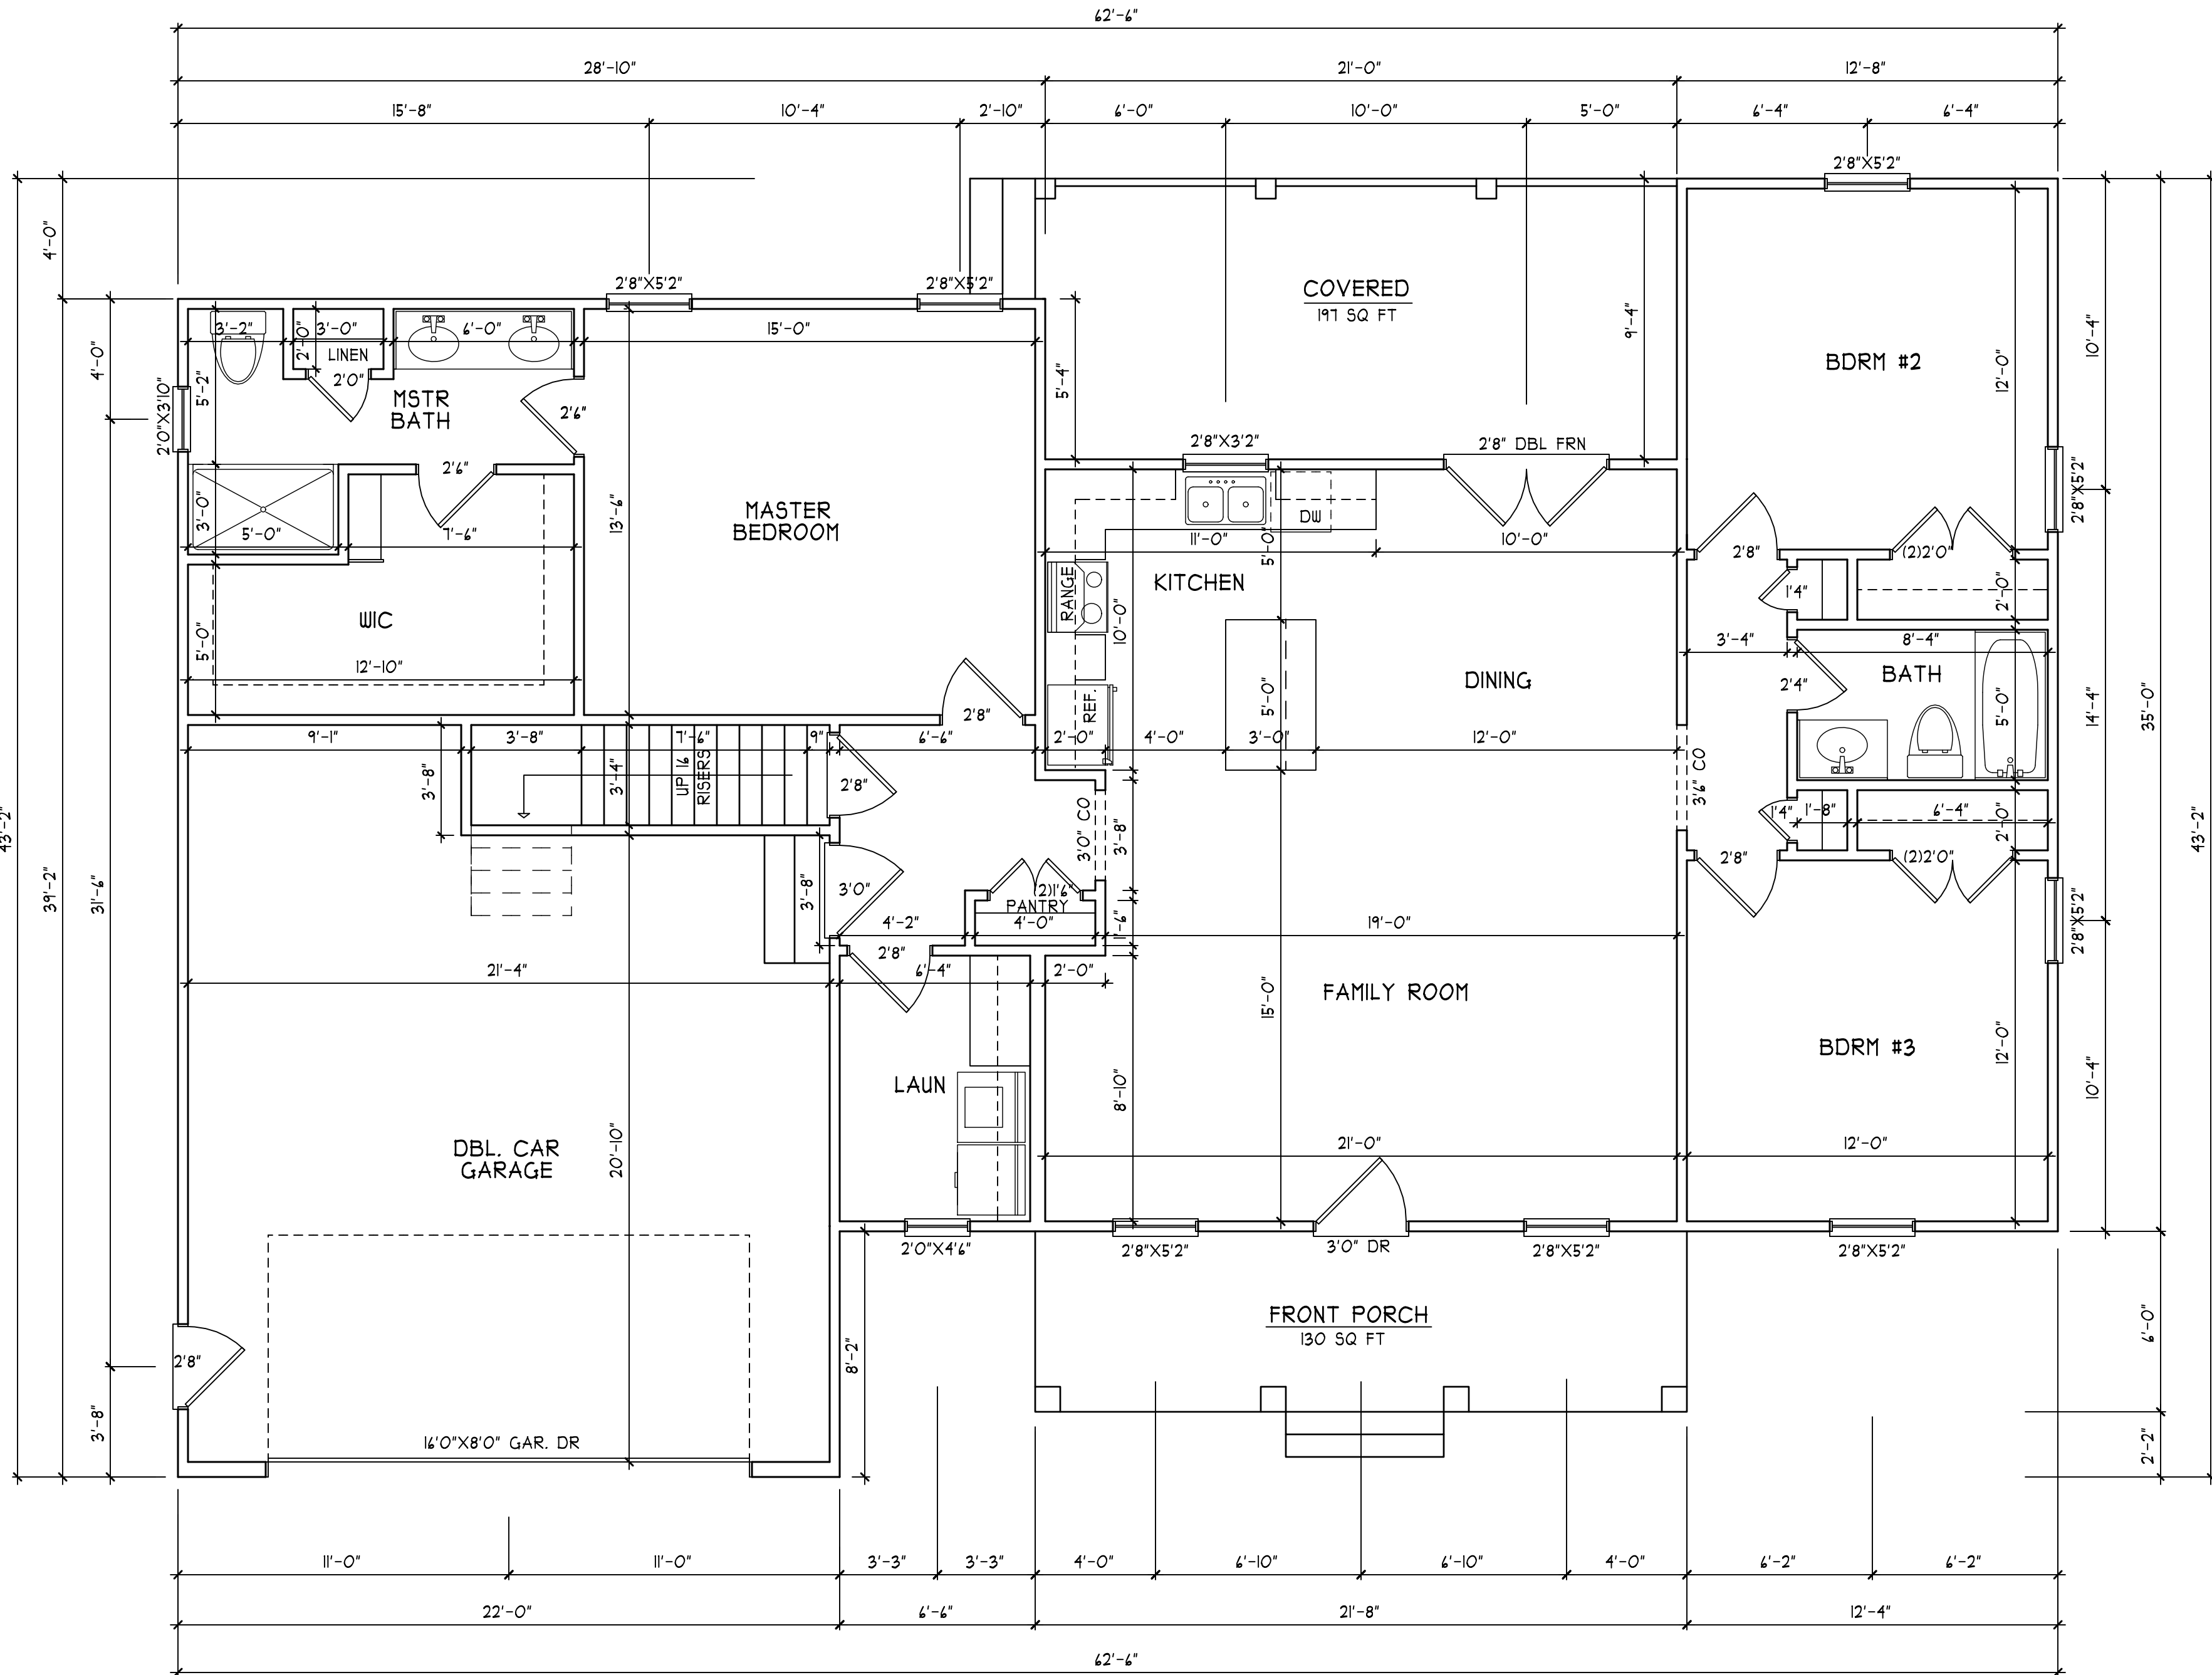 62'-6"
28'-10" 21'-0" 12'-8"
15'-8" 10'-4" 2'-10" 6'-0" 10'-0" 5'-0" 6'-4" 6'-4"
2'8"X5'2"
4'-0"
2'8"X5'2" 2'8"X5'2"
COVERED
197 SQ FT
9'-4"
10'-4"
3'-2" 3'-0" 6'-0" 15'-0"
2'-0"
LINEN
2'0"
4'-0"
5'-2"
5'-4"
BDRM #2
12'-0"
MSTR
BATH
2'6"
2'0"X3'10"
2'8"X3'2" 2'8" DBL FRN
2'6"
2'8"X5'2"
3'-0"
5'-0" 7'-6"
13'-6"
MASTER
BEDROOM
DW
11'-0" 5'-0" 10'-0"
2'8" (2)2'0"
RANGE
KITCHEN
1'4"
2'-0"
WIC
10'-0"
5'-0"
12'-10"
3'-4" 8'-4"
DINING
BATH
2'4"
5'-0"
5'-0"
REF.
2'8"
14'-4"
35'-0"
9'-1" 3'-8" 7'-6" 9" 6'-6" 2'-0" 4'-0" 3'-0" 12'-0"
3'-8"
3'-4"
UP 16
RISERS
2'8"
3'6" CO
43'-2"
39'-2"
31'-6"
3'0" CO
3'-8"
1'4" 1'-8" 6'-4"
2'-0"
43'-2"
2'8" (2)2'0"
3'-8"
3'0"
(2)1'6"
PANTRY
4'-2" 4'-0"
19'-0"
2'8"X5'2"
2'8"
21'-4" 6'-4" 2'-0"
15'-0"
FAMILY ROOM
BDRM #3
12'-0"
LAUN
8'-10"
10'-4"
DBL. CAR
GARAGE
20'-10"
21'-0" 12'-0"
2'0"X4'6" 2'8"X5'2" 3'0" DR 2'8"X5'2" 2'8"X5'2"
FRONT PORCH
130 SQ FT
6'-0"
8'-2"
2'8"
3'-8"
16'0"X8'0" GAR. DR
2'-2"
11'-0" 11'-0" 3'-3" 3'-3" 4'-0" 6'-10" 6'-10" 4'-0" 6'-2" 6'-2"
22'-0" 6'-6" 21'-8" 12'-4"
62'-6"